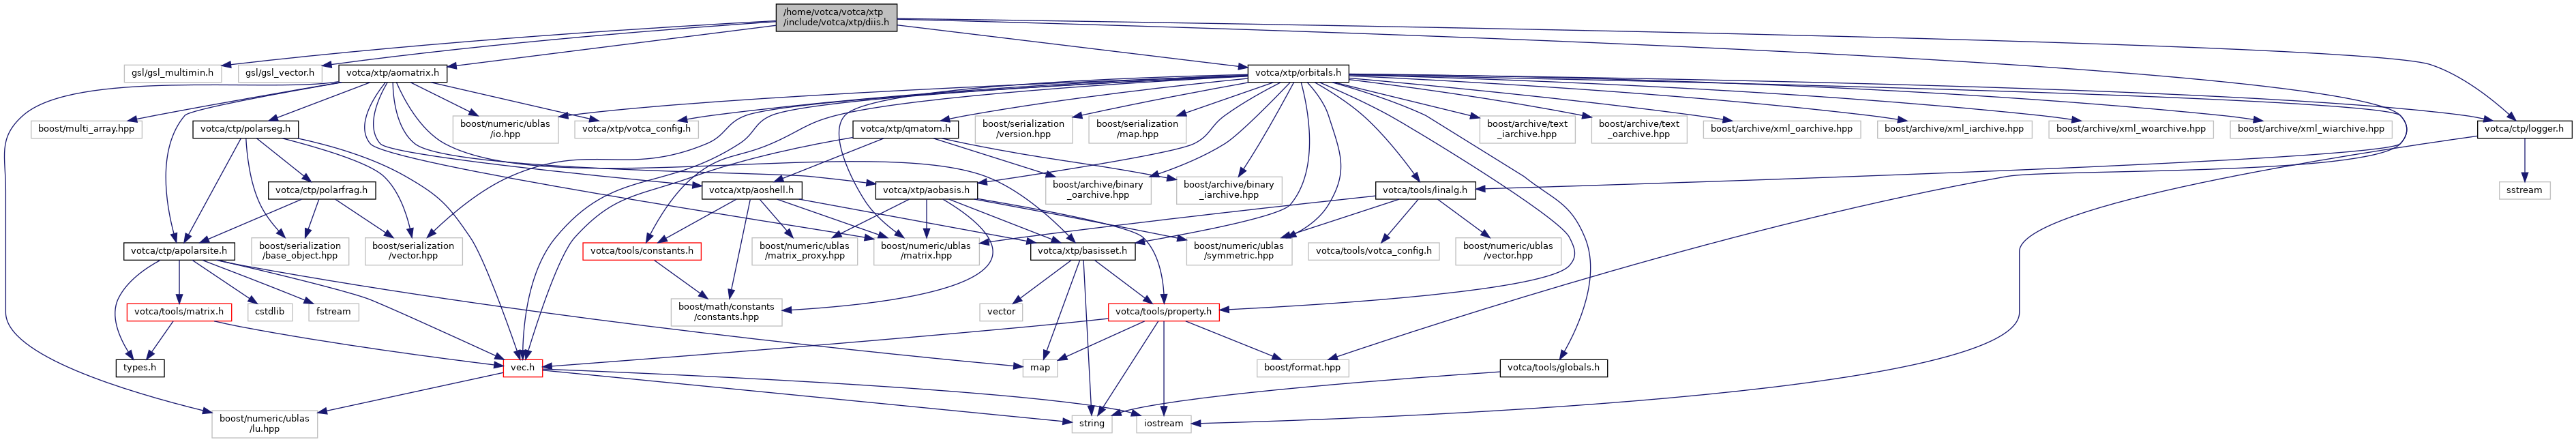 /home/votca/votca/xtp
/include/votca/xtp/diis.h
gsl/gsl_multimin.h
gsl/gsl_vector.h
votca/xtp/aomatrix.h
votca/xtp/orbitals.h
boost/multi_array.hpp
votca/ctp/polarseg.h
boost/numeric/ublas
/io.hpp
votca/xtp/votca_config.h
votca/xtp/qmatom.h
boost/serialization
/version.hpp
boost/serialization
/map.hpp
boost/archive/text
_iarchive.hpp
boost/archive/text
_oarchive.hpp
boost/archive/xml_oarchive.hpp
boost/archive/xml_iarchive.hpp
boost/archive/xml_woarchive.hpp
boost/archive/xml_wiarchive.hpp
votca/ctp/logger.h
votca/ctp/polarfrag.h
votca/xtp/aoshell.h
votca/xtp/aobasis.h
boost/archive/binary
_oarchive.hpp
boost/archive/binary
_iarchive.hpp
votca/tools/linalg.h
sstream
votca/ctp/apolarsite.h
boost/serialization
/base_object.hpp
boost/serialization
/vector.hpp
votca/tools/constants.h
boost/numeric/ublas
/matrix_proxy.hpp
boost/numeric/ublas
/matrix.hpp
votca/xtp/basisset.h
boost/numeric/ublas
/symmetric.hpp
votca/tools/votca_config.h
boost/numeric/ublas
/vector.hpp
votca/tools/matrix.h
cstdlib
fstream
boost/math/constants
/constants.hpp
vector
votca/tools/property.h
types.h
vec.h
map
boost/format.hpp
votca/tools/globals.h
boost/numeric/ublas
/lu.hpp
string
iostream